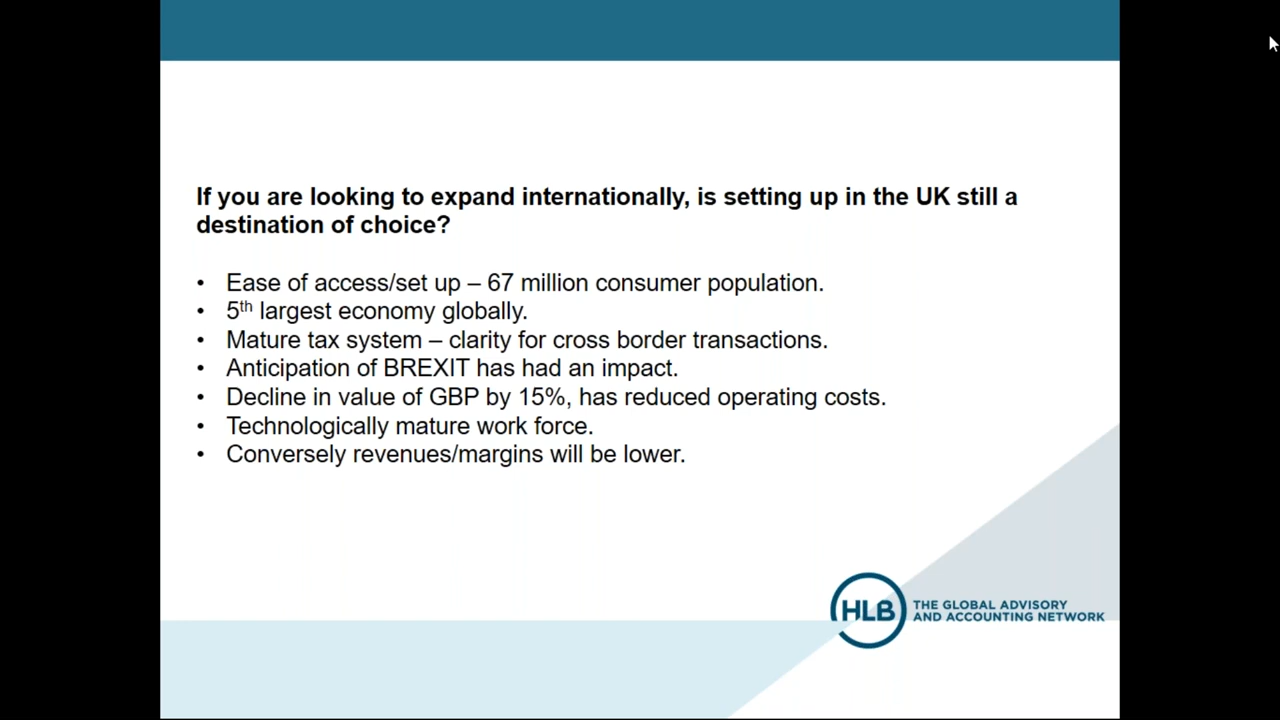 If you are looking to expand internationally, is setting up in the UK still a
destination of choice?
• Ease of access/set up – 67 million consumer population.
• 5th largest economy globally.
• Mature tax system – clarity for cross border transactions.
• Anticipation of BREXIT has had an impact.
• Decline in value of GBP by 15%, has reduced operating costs.
• Technologically mature work force.
• Conversely revenues/margins will be lower.
HLB
THE GLOBAL ADVISORY
AND ACCOUNTING NETWORK